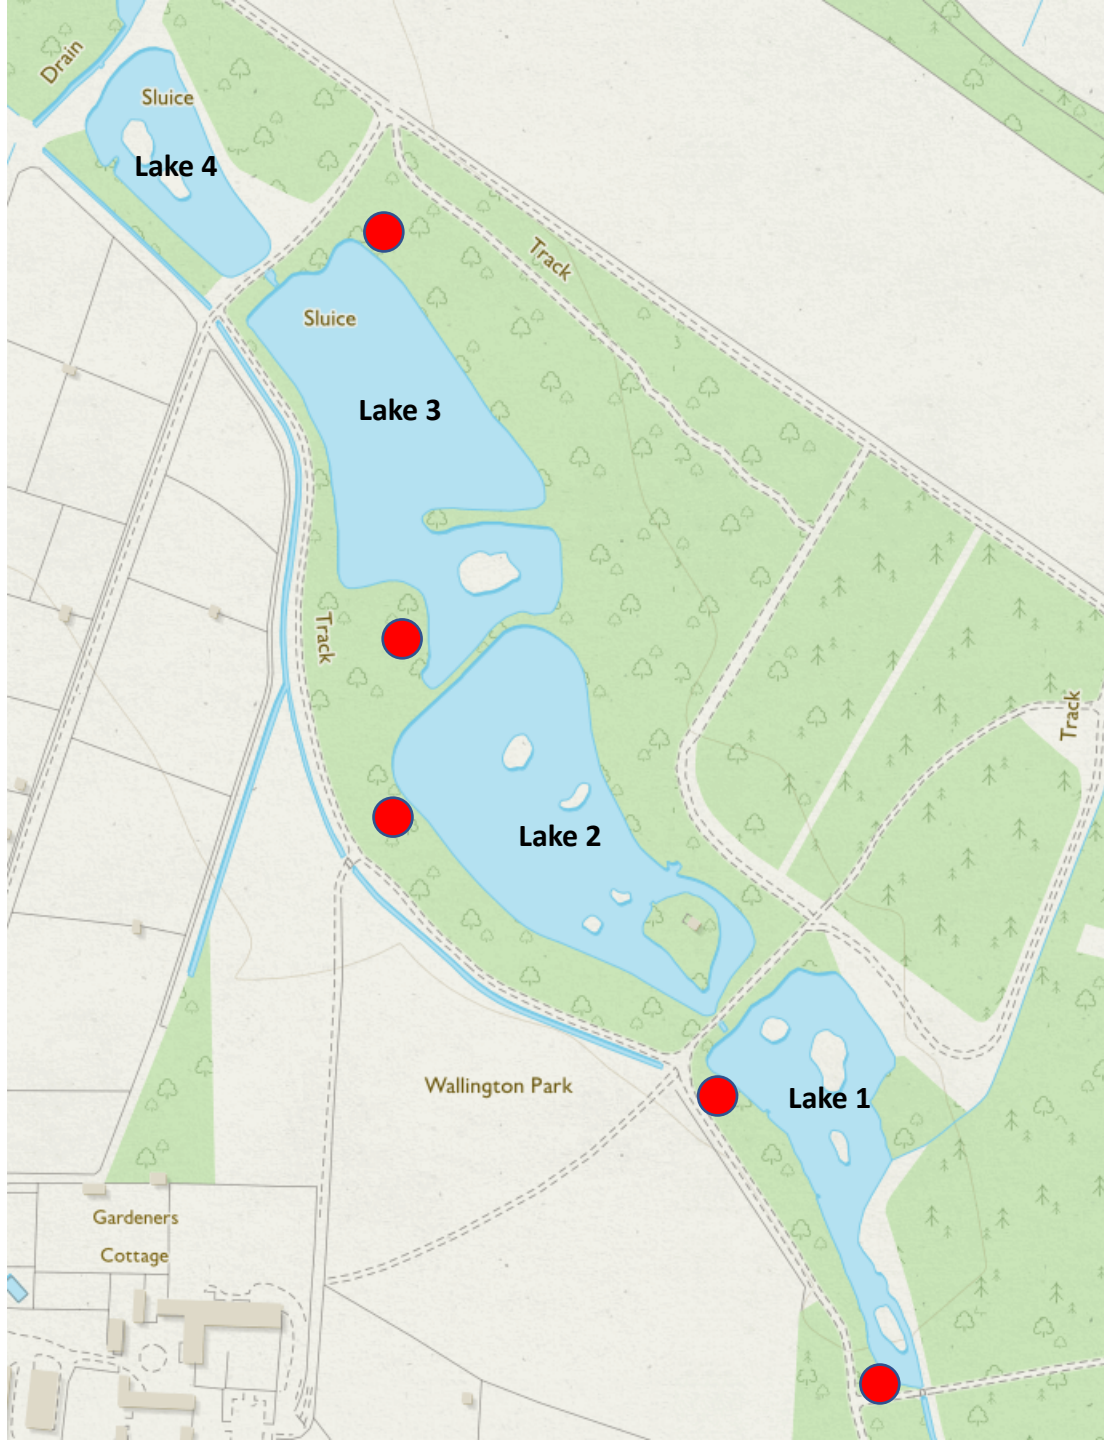 Drain
Sluice
Lake 4
Track
Sluice
Lake 3
Track
Track
Lake 2
Wallington Park
Lake 1
Gardeners
Cottage